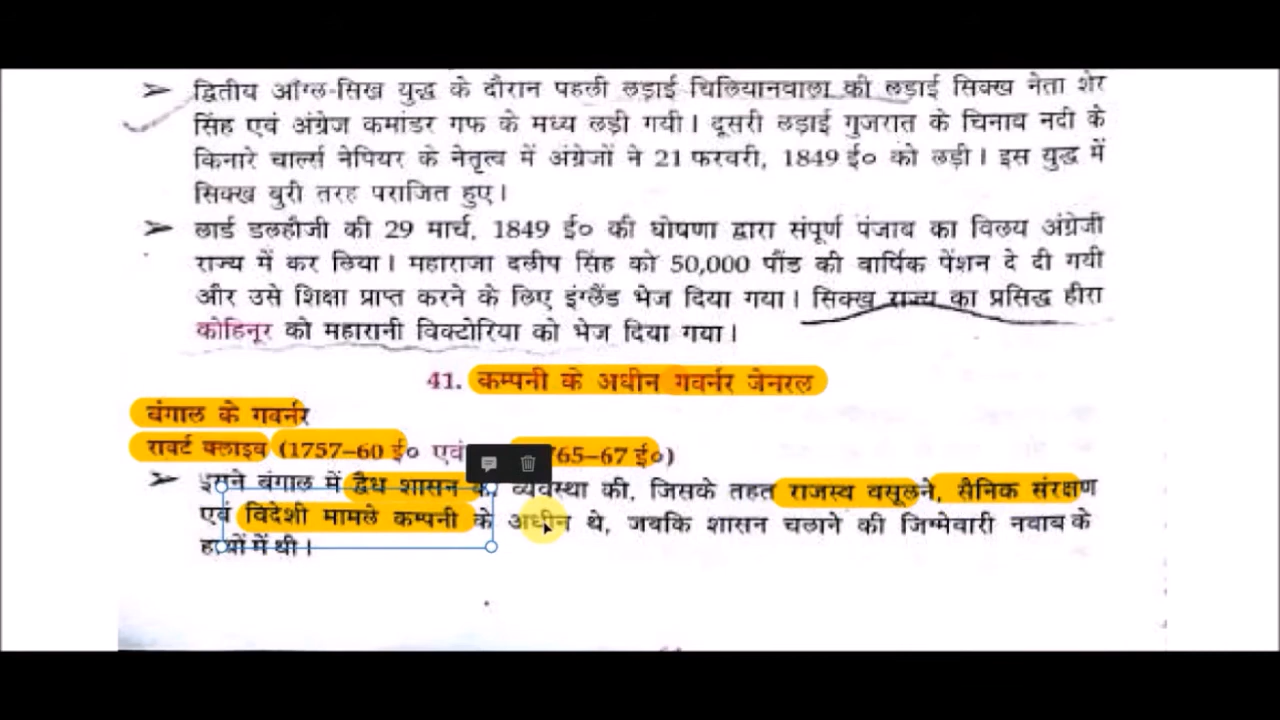 ➤ द्वितीय आँग्ल-सिख युद्ध के दौरान पहली लड़ाई चिलियानवाला की लड़ाई सिक्ख नेता शेर
सिंह एवं अंग्रेज कमांडर गफ के मध्य लड़ी गयी। दूसरी लड़ाई गुजरात के चिनाव नदी के
किनारे चार्ल्स नेपियर के नेतृत्व में अंग्रेजों ने 21 फरवरी, 1849 ई० को लड़ी। इस युद्ध में
सिक्ख बुरी तरह पराजित हुए।
➤ लार्ड डलहौजी की 29 मार्च, 1849 ई० की घोषणा द्वारा संपूर्ण पंजाब का विलय अंग्रेजी
राज्य में कर लिया। महाराजा दलीप सिंह को 50,000 पौंड की वार्षिक पेंशन दे दी गयी
और उसे शिक्षा प्राप्त करने के लिए इंग्लैंड भेज दिया गया। सिक्ख राज्य का प्रसिद्ध हीरा
कोहिनूर को महारानी विक्टोरिया को भेज दिया गया।
41. कम्पनी के अधीन गवर्नर जेनरल
बंगाल के गवर्नर
राबर्ट क्लाइव (1757–60 ई० एवं 65–67 ई०)
➤ इसने बंगाल में द्वैध शासन व्यवस्था की, जिसके तहत राजस्व वसूलने, सैनिक संरक्षण
एवं विदेशी मामले कम्पनी के अधीन थे, जबकि शासन चलाने की जिम्मेवारी नवाब के
हाथों में थी।